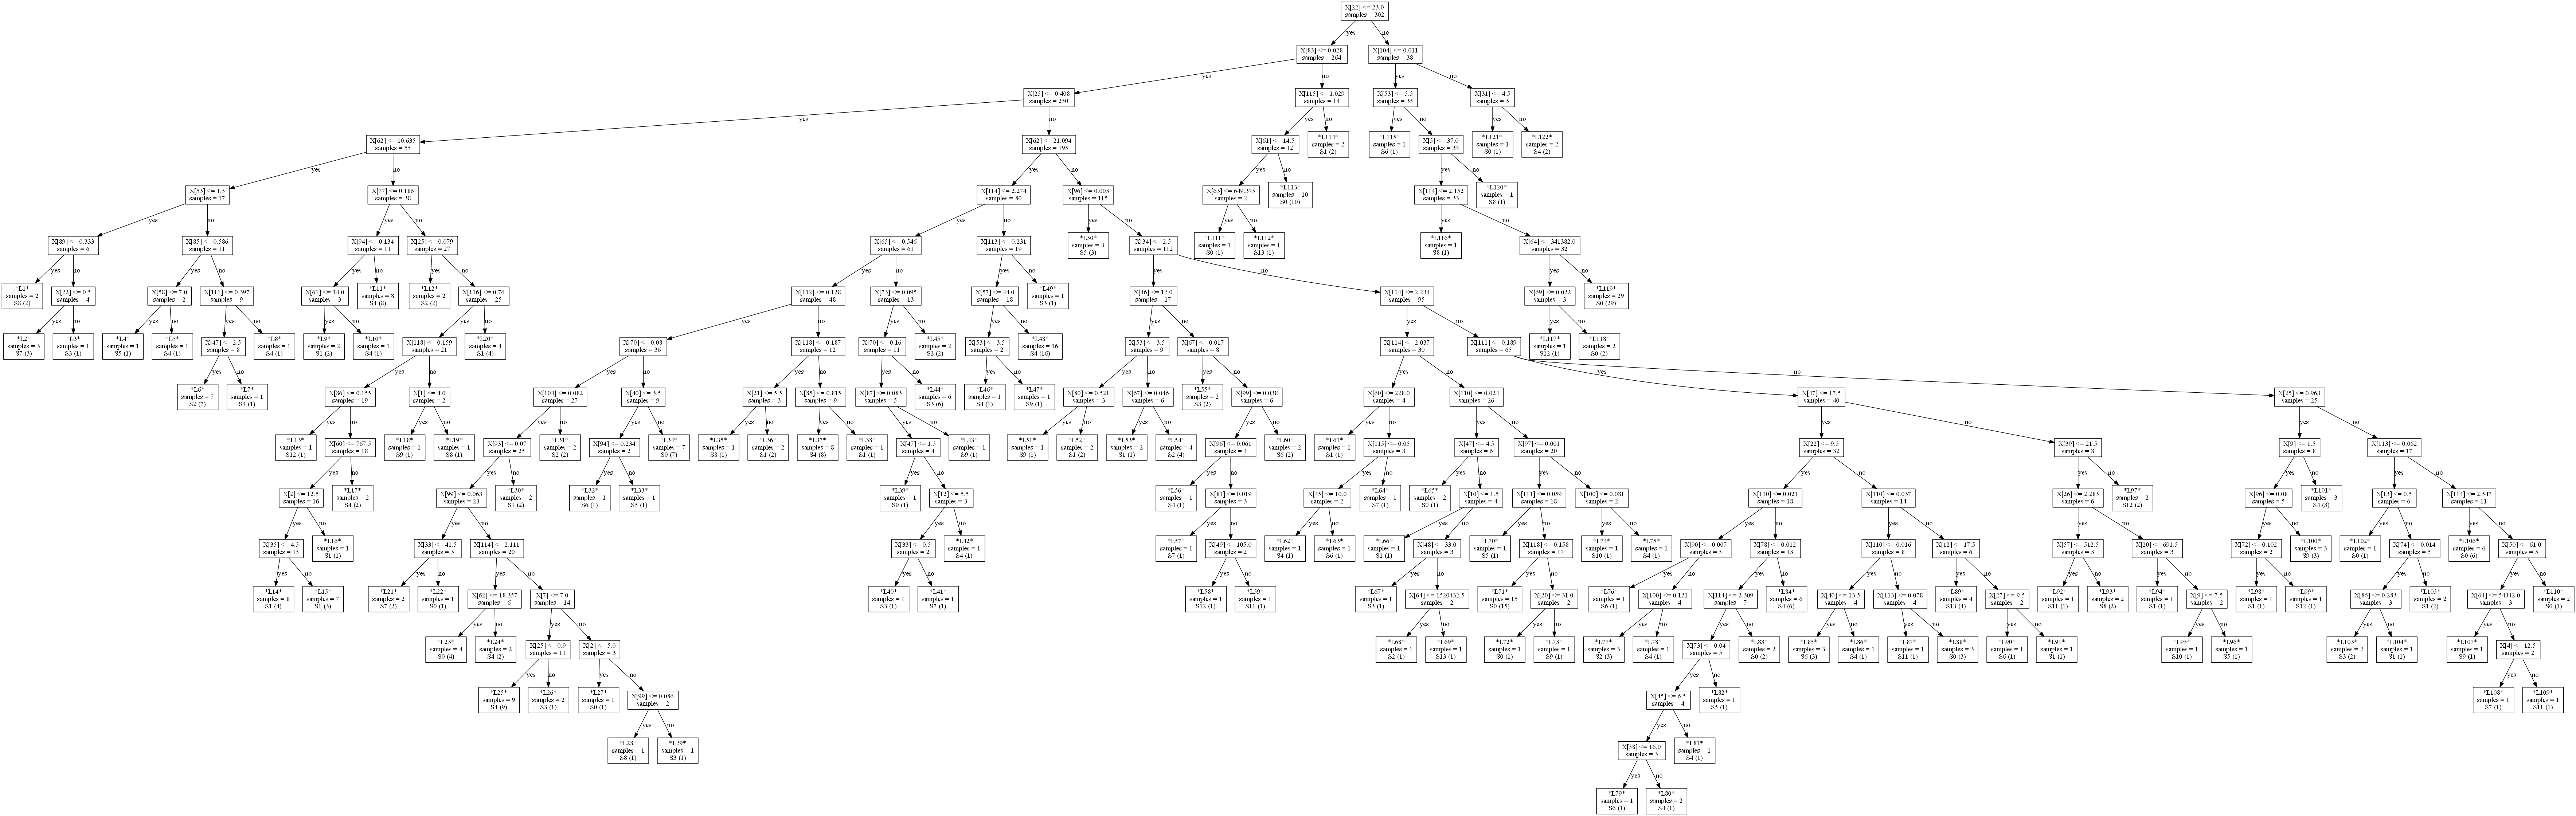 X[22] <= 23.0
samples = 302
yes
no
X[83] <= 0.028
samples = 264
X[104] <= 0.011
samples = 38
yes
no
yes
no
X[25] <= 0.408
samples = 250
X[115] <= 1.029
samples = 14
X[53] <= 5.5
samples = 35
X[31] <= 4.5
samples = 3
yes
no
yes
no
yes
no
yes
no
X[62] <= 10.635
samples = 55
X[62] <= 21.094
samples = 195
X[61] <= 14.5
samples = 12
*L114*
samples = 2
S1 (2)
*L115*
samples = 1
S6 (1)
X[5] <= 37.0
samples = 34
*L121*
samples = 1
S0 (1)
*L122*
samples = 2
S4 (2)
yes
no
yes
no
yes
no
yes
no
X[53] <= 1.5
samples = 17
X[77] <= 0.186
samples = 38
X[114] <= 2.274
samples = 80
X[96] <= 0.003
samples = 115
X[63] <= 649.375
samples = 2
*L113*
samples = 10
S0 (10)
X[114] <= 2.152
samples = 33
*L120*
samples = 1
S8 (1)
yes
no
yes
no
yes
no
yes
no
yes
no
yes
no
X[89] <= 0.333
samples = 6
X[85] <= 0.586
samples = 11
X[94] <= 0.134
samples = 11
X[25] <= 0.079
samples = 27
X[65] <= 0.546
samples = 61
X[113] <= 0.231
samples = 19
*L50*
samples = 3
S5 (3)
X[34] <= 2.5
samples = 112
*L111*
samples = 1
S0 (1)
*L112*
samples = 1
S13 (1)
*L116*
samples = 1
S8 (1)
X[64] <= 341382.0
samples = 32
*L1*
samples = 2
S8 (2)
X[22] <= 0.5
samples = 4
X[58] <= 7.0
samples = 2
X[111] <= 0.397
samples = 9
X[61] <= 14.0
samples = 3
*L11*
samples = 8
S4 (8)
*L12*
samples = 2
S2 (2)
X[116] <= 0.76
samples = 25
X[112] <= 0.128
samples = 48
X[73] <= 0.095
samples = 13
X[57] <= 44.0
samples = 18
*L49*
samples = 1
S3 (1)
X[46] <= 12.0
samples = 17
X[114] <= 2.234
samples = 95
X[69] <= 0.022
samples = 3
*L119*
samples = 29
S0 (29)
*L2*
samples = 3
S7 (3)
*L3*
samples = 1
S3 (1)
*L4*
samples = 1
S5 (1)
*L5*
samples = 1
S4 (1)
X[47] <= 2.5
samples = 8
*L8*
samples = 1
S4 (1)
*L9*
samples = 2
S1 (2)
*L10*
samples = 1
S4 (1)
X[118] <= 0.159
samples = 21
*L20*
samples = 4
S1 (4)
X[70] <= 0.08
samples = 36
X[118] <= 0.187
samples = 12
X[70] <= 0.16
samples = 11
*L45*
samples = 2
S2 (2)
X[53] <= 3.5
samples = 2
*L48*
samples = 16
S4 (16)
X[53] <= 3.5
samples = 9
X[67] <= 0.017
samples = 8
X[114] <= 2.037
samples = 30
X[111] <= 0.189
samples = 65
*L117*
samples = 1
S12 (1)
*L118*
samples = 2
S0 (2)
*L6*
samples = 7
S2 (7)
*L7*
samples = 1
S4 (1)
X[86] <= 0.155
samples = 19
X[1] <= 4.0
samples = 2
X[104] <= 0.082
samples = 27
X[40] <= 3.5
samples = 9
X[21] <= 5.5
samples = 3
X[85] <= 0.815
samples = 9
X[87] <= 0.083
samples = 5
*L44*
samples = 6
S3 (6)
*L46*
samples = 1
S4 (1)
*L47*
samples = 1
S9 (1)
X[80] <= 0.521
samples = 3
X[67] <= 0.046
samples = 6
*L55*
samples = 2
S3 (2)
X[99] <= 0.038
samples = 6
X[60] <= 228.0
samples = 4
X[110] <= 0.024
samples = 26
X[47] <= 17.5
samples = 40
X[25] <= 0.963
samples = 25
*L13*
samples = 1
S12 (1)
X[60] <= 767.5
samples = 18
*L18*
samples = 1
S9 (1)
*L19*
samples = 1
S8 (1)
X[93] <= 0.07
samples = 25
*L31*
samples = 2
S2 (2)
X[94] <= 0.234
samples = 2
*L34*
samples = 7
S0 (7)
*L35*
samples = 1
S8 (1)
*L36*
samples = 2
S1 (2)
*L37*
samples = 8
S4 (8)
*L38*
samples = 1
S1 (1)
X[47] <= 1.5
samples = 4
*L43*
samples = 1
S9 (1)
*L51*
samples = 1
S9 (1)
*L52*
samples = 2
S1 (2)
*L53*
samples = 2
S1 (1)
*L54*
samples = 4
S2 (4)
X[96] <= 0.061
samples = 4
*L60*
samples = 2
S6 (2)
*L61*
samples = 1
S1 (1)
X[115] <= 0.05
samples = 3
X[47] <= 4.5
samples = 6
X[97] <= 0.001
samples = 20
X[22] <= 9.5
samples = 32
X[39] <= 21.5
samples = 8
X[9] <= 1.5
samples = 8
X[113] <= 0.062
samples = 17
X[2] <= 12.5
samples = 16
*L17*
samples = 2
S4 (2)
X[99] <= 0.063
samples = 23
*L30*
samples = 2
S1 (2)
*L32*
samples = 1
S6 (1)
*L33*
samples = 1
S5 (1)
*L39*
samples = 1
S0 (1)
X[12] <= 5.5
samples = 3
*L56*
samples = 1
S4 (1)
X[81] <= 0.019
samples = 3
X[45] <= 10.0
samples = 2
*L64*
samples = 1
S7 (1)
*L65*
samples = 2
S0 (1)
X[10] <= 1.5
samples = 4
X[111] <= 0.059
samples = 18
X[100] <= 0.081
samples = 2
X[110] <= 0.021
samples = 18
X[110] <= 0.037
samples = 14
X[26] <= 2.283
samples = 6
*L97*
samples = 2
S12 (2)
X[96] <= 0.08
samples = 5
*L101*
samples = 3
S4 (3)
X[13] <= 0.5
samples = 6
X[114] <= 2.547
samples = 11
X[35] <= 4.5
samples = 15
*L16*
samples = 1
S1 (1)
X[33] <= 41.5
samples = 3
X[114] <= 2.111
samples = 20
X[33] <= 0.5
samples = 2
*L42*
samples = 1
S4 (1)
*L57*
samples = 1
S7 (1)
X[49] <= 105.0
samples = 2
*L62*
samples = 1
S4 (1)
*L63*
samples = 1
S6 (1)
*L66*
samples = 1
S1 (1)
X[48] <= 33.0
samples = 3
*L70*
samples = 1
S5 (1)
X[118] <= 0.158
samples = 17
*L74*
samples = 1
S10 (1)
*L75*
samples = 1
S4 (1)
X[90] <= 0.007
samples = 5
X[78] <= 0.012
samples = 13
X[110] <= 0.016
samples = 8
X[12] <= 17.5
samples = 6
X[57] <= 512.5
samples = 3
X[20] <= 691.5
samples = 3
X[72] <= 0.102
samples = 2
*L100*
samples = 3
S9 (3)
*L102*
samples = 1
S0 (1)
X[74] <= 0.014
samples = 5
*L106*
samples = 6
S0 (6)
X[50] <= 61.0
samples = 5
*L14*
samples = 8
S1 (4)
*L15*
samples = 7
S1 (3)
*L21*
samples = 2
S7 (2)
*L22*
samples = 1
S0 (1)
X[62] <= 18.357
samples = 6
X[7] <= 7.0
samples = 14
*L40*
samples = 1
S3 (1)
*L41*
samples = 1
S7 (1)
*L58*
samples = 1
S12 (1)
*L59*
samples = 1
S11 (1)
*L67*
samples = 1
S3 (1)
X[64] <= 1520432.5
samples = 2
*L71*
samples = 15
S0 (15)
X[20] <= 31.0
samples = 2
*L76*
samples = 1
S6 (1)
X[100] <= 0.121
samples = 4
X[114] <= 2.309
samples = 7
*L84*
samples = 6
S4 (6)
X[40] <= 13.5
samples = 4
X[113] <= 0.078
samples = 4
*L89*
samples = 4
S13 (4)
X[27] <= 9.5
samples = 2
*L92*
samples = 1
S11 (1)
*L93*
samples = 2
S8 (2)
*L94*
samples = 1
S1 (1)
X[9] <= 7.5
samples = 2
*L98*
samples = 1
S1 (1)
*L99*
samples = 1
S12 (1)
X[86] <= 0.283
samples = 3
*L105*
samples = 2
S1 (2)
X[64] <= 54342.0
samples = 3
*L110*
samples = 2
S0 (1)
*L23*
samples = 4
S0 (4)
*L24*
samples = 2
S4 (2)
X[25] <= 0.9
samples = 11
X[2] <= 5.0
samples = 3
*L68*
samples = 1
S2 (1)
*L69*
samples = 1
S13 (1)
*L72*
samples = 1
S0 (1)
*L73*
samples = 1
S9 (1)
*L77*
samples = 3
S2 (3)
*L78*
samples = 1
S4 (1)
X[73] <= 0.04
samples = 5
*L83*
samples = 2
S0 (2)
*L85*
samples = 3
S6 (3)
*L86*
samples = 1
S4 (1)
*L87*
samples = 1
S11 (1)
*L88*
samples = 3
S0 (3)
*L90*
samples = 1
S6 (1)
*L91*
samples = 1
S1 (1)
*L95*
samples = 1
S10 (1)
*L96*
samples = 1
S5 (1)
*L103*
samples = 2
S3 (2)
*L104*
samples = 1
S1 (1)
*L107*
samples = 1
S9 (1)
X[4] <= 12.5
samples = 2
*L25*
samples = 9
S4 (9)
*L26*
samples = 2
S3 (1)
*L27*
samples = 1
S0 (1)
X[99] <= 0.086
samples = 2
X[45] <= 6.5
samples = 4
*L82*
samples = 1
S5 (1)
*L108*
samples = 1
S7 (1)
*L109*
samples = 1
S11 (1)
*L28*
samples = 1
S8 (1)
*L29*
samples = 1
S3 (1)
X[58] <= 16.0
samples = 3
*L81*
samples = 1
S4 (1)
yes
no
*L79*
samples = 1
S6 (1)
*L80*
samples = 2
S4 (1)